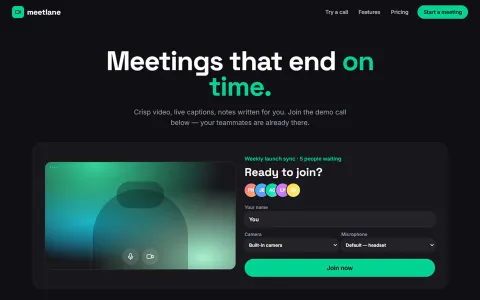 meetlane
Try a call
Features
Pricing
Start a meeting
Meetings that end on
time.
Crisp video, live captions, notes written for you. Join the demo call
below — your teammates are already there.
Weekly launch sync · 5 people waiting
Ready to join?
Your name
You
Camera
Microphone
Built-in camera
Default — headset
Join now